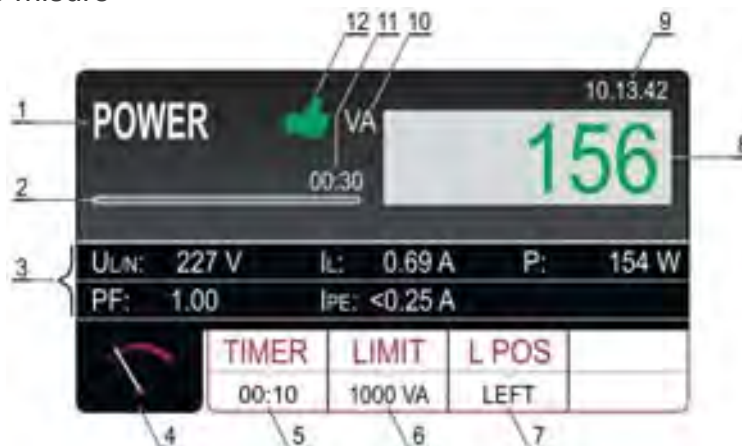 12 11 10 9
10.13.42
1 POWER VA 156 8
00:30
2
3 UL/N: 227 V IL: 0.69 A P: 154 W
PF: 1.00 IPE: <0.25 A
TIMER LIMIT L POS
00:10 1000 VA LEFT
4 5 6 7